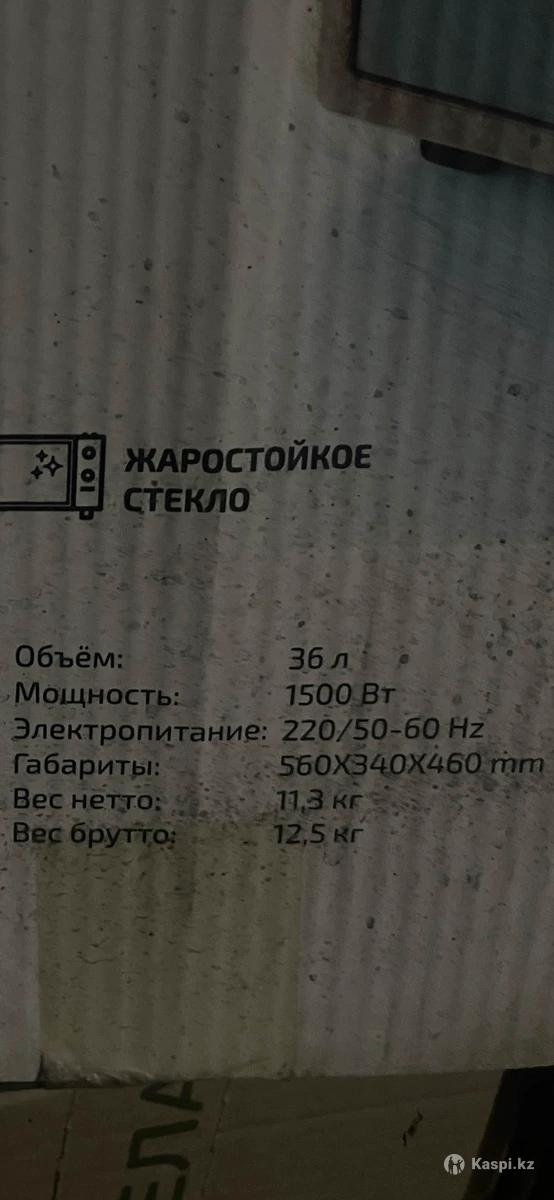 ЖАРОСТОЙКОЕ
СТЕКЛО
Объём: 36 л
Мощность: 1500 Вт
Электропитание: 220/50-60 Hz
Габариты: 560X340X460 mm
Вес нетто: 11,3 кг
Вес брутто: 12,5 кг
ЕЛА
Kaspi.kz